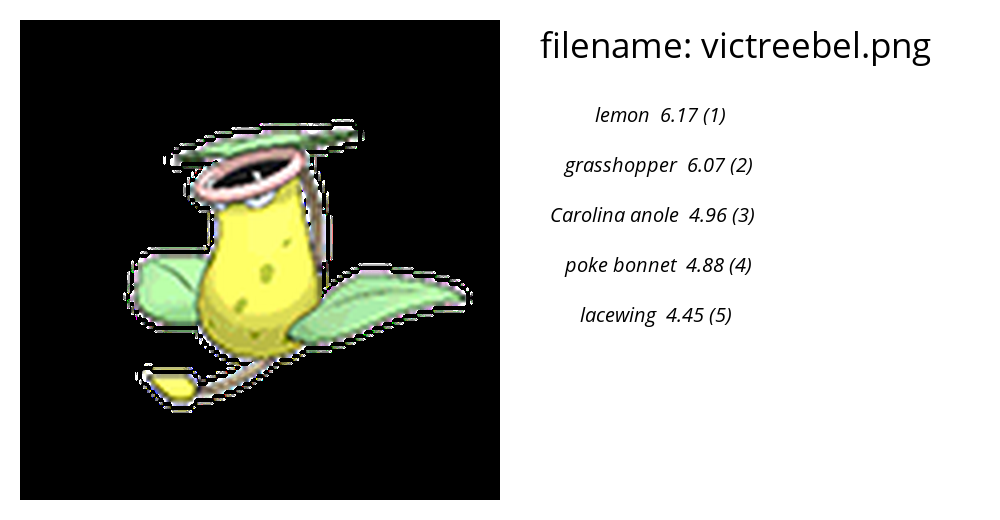 filename: victreebel.png
lemon 6.17 (1)
grasshopper 6.07 (2)
Carolina anole 4.96 (3)
poke bonnet 4.88 (4)
lacewing 4.45 (5)